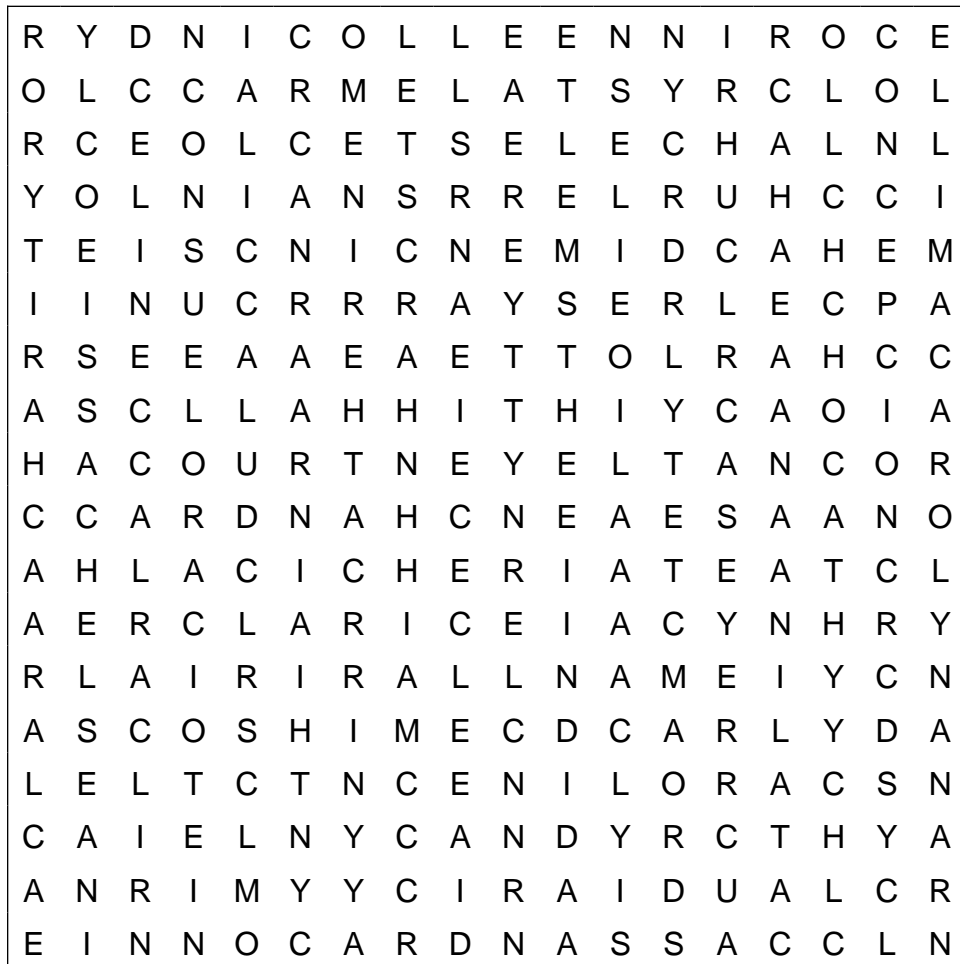 R Y D N I C O L L E E N N I R O C E
O L C C A R M E L A T S Y R C L O L
R C E O L C E T S E L E C H A L N L
Y O L N I A N S R R E L R U H C C I
T E I S C N I C N E M I D C A H E M
I I N U C R R R A Y S E R L E C P A
R S E E A A E A E T T O L R A H C C
A S C L L A H H I T H I Y C A O I A
H A C O U R T N E Y E L T A N C O R
C C A R D N A H C N E A E S A A N O
A H L A C I C H E R I A T E A T C L
A E R C L A R I C E I A C Y N H R Y
R L A I R I R A L L N A M E I Y C N
A S C O S H I M E C D C A R L Y D A
L E L T C T N C E N I L O R A C S N
C A I E L N Y C A N D Y R C T H Y A
A N R I M Y Y C I R A I D U A L C R
E I N N O C A R D N A S S A C C L N